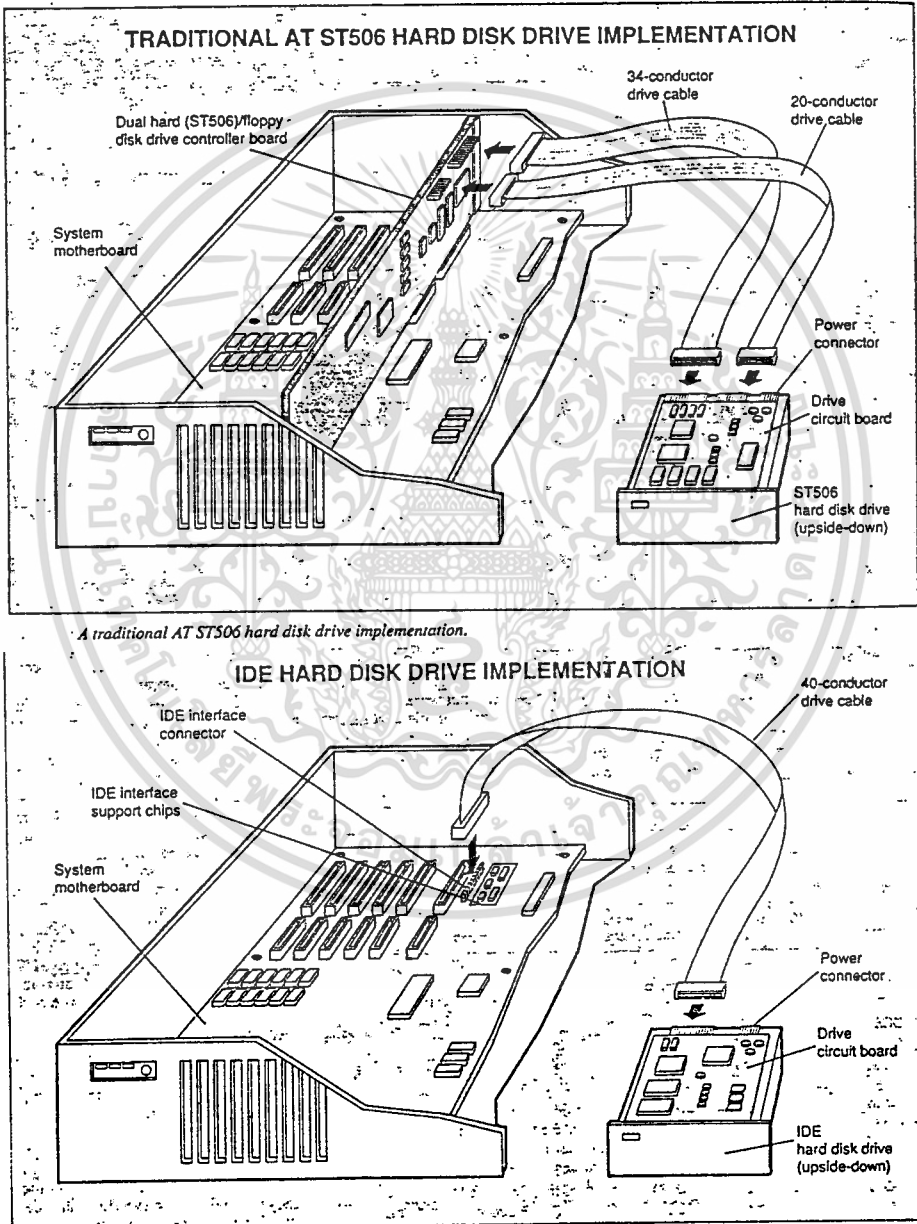 TRADITIONAL AT ST506 HARD DISK DRIVE IMPLEMENTATION
34-conductor
drive cable
20-conductor
drive cable
Dual hard (ST506)/floppy
disk drive controller board
System
motherboard
Power
connector
Drive
circuit board
ST506
hard disk drive
(upside-down)
A traditional AT ST506 hard disk drive implementation.
IDE HARD DISK DRIVE IMPLEMENTATION
40-conductor
drive cable
IDE interface
connector
IDE interface
support chips
System
motherboard
Power
connector
Drive
circuit board
IDE
hard disk drive
(upside-down)